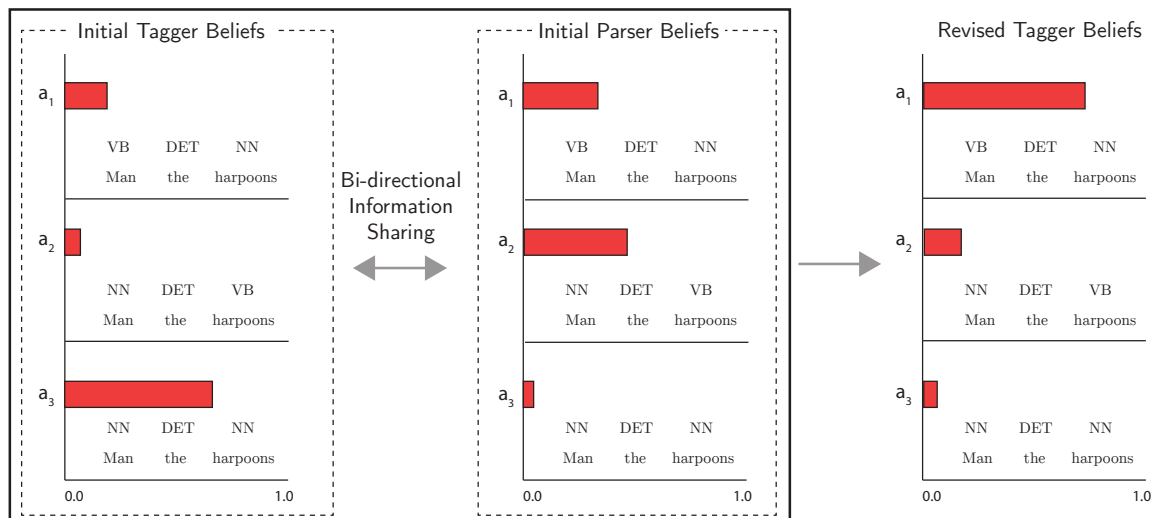 Initial Tagger Beliefs
a1
VB DET NN
Man the harpoons
a2
NN DET VB
Man the harpoons
a3
NN DET NN
Man the harpoons
0.0 1.0
Bi-directional
Information
Sharing
Initial Parser Beliefs
a1
VB DET NN
Man the harpoons
a2
NN DET VB
Man the harpoons
a3
NN DET NN
Man the harpoons
0.0 1.0
Revised Tagger Beliefs
a1
VB DET NN
Man the harpoons
a2
NN DET VB
Man the harpoons
a3
NN DET NN
Man the harpoons
0.0 1.0